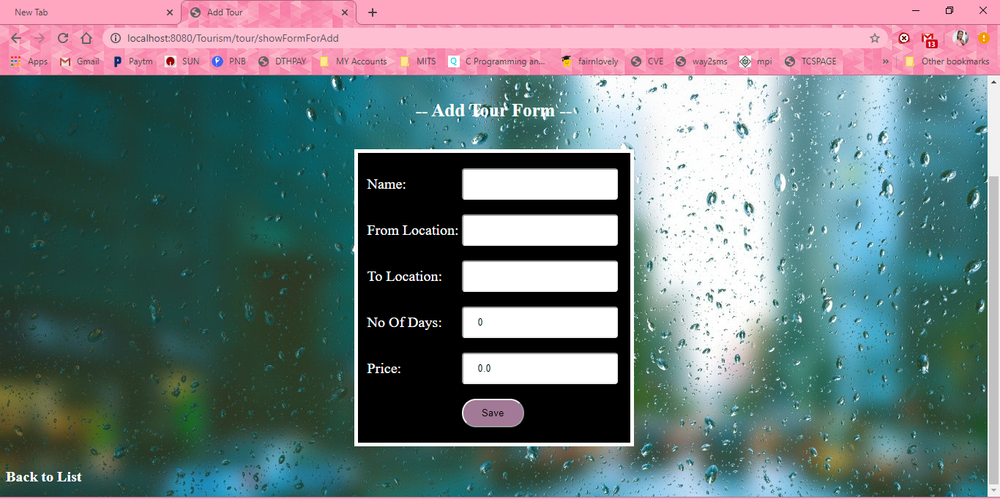 New Tab
Add Tour
localhost:8080/Tourism/tour/showFormForAdd
13
Apps
Gmail
Paytm
SUN
PNB
DTHPAY
MY Accounts
MITS
Q
C Programming an...
fairnlovely
CVE
way2sms
mpi
TCSPAGE
»
Other bookmarks
-- Add Tour Form --
Name:
From Location:
To Location:
No Of Days: 0
Price: 0.0
Save
Back to List